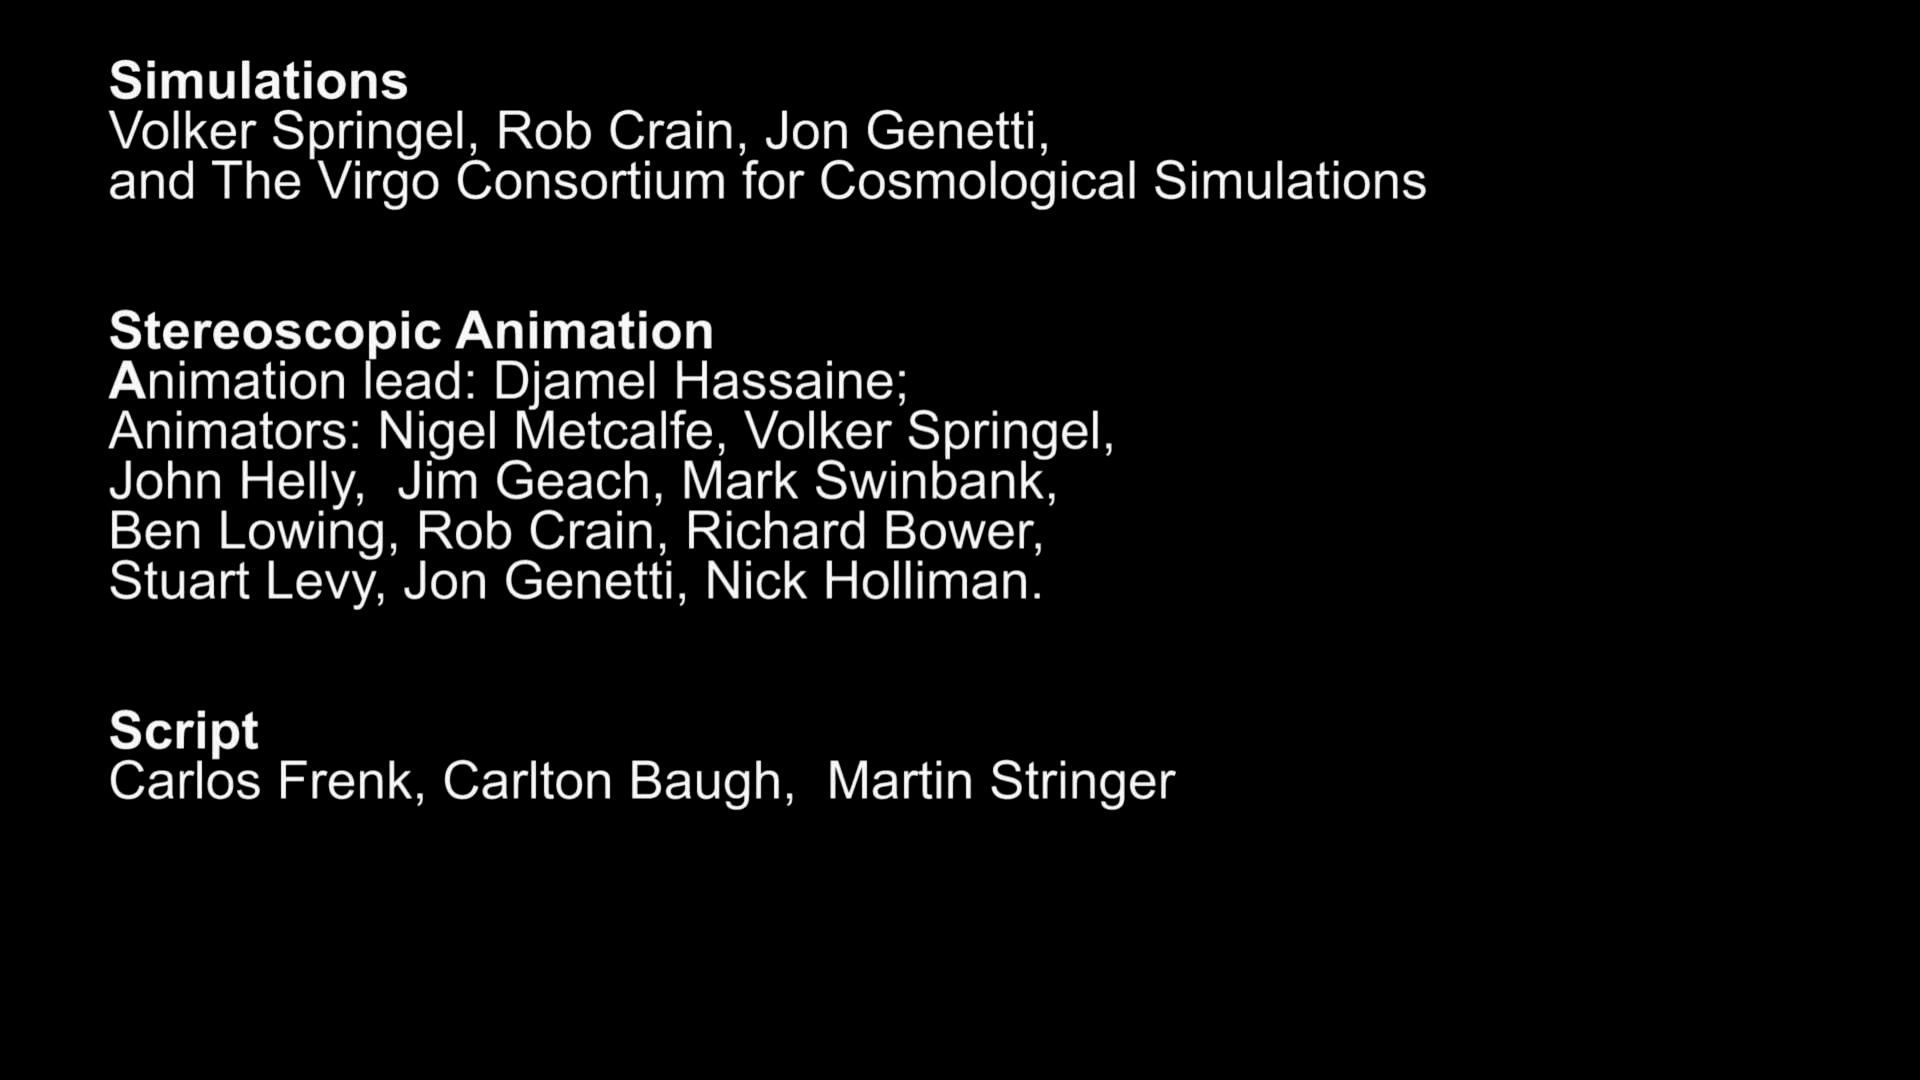 Simulations
Volker Springel, Rob Crain, Jon Genetti,
and The Virgo Consortium for Cosmological Simulations
Stereoscopic Animation
Animation lead: Djamel Hassaine;
Animators: Nigel Metcalfe, Volker Springel,
John Helly,  Jim Geach, Mark Swinbank,
Ben Lowing, Rob Crain, Richard Bower,
Stuart Levy, Jon Genetti, Nick Holliman.
Script
Carlos Frenk, Carlton Baugh,  Martin Stringer